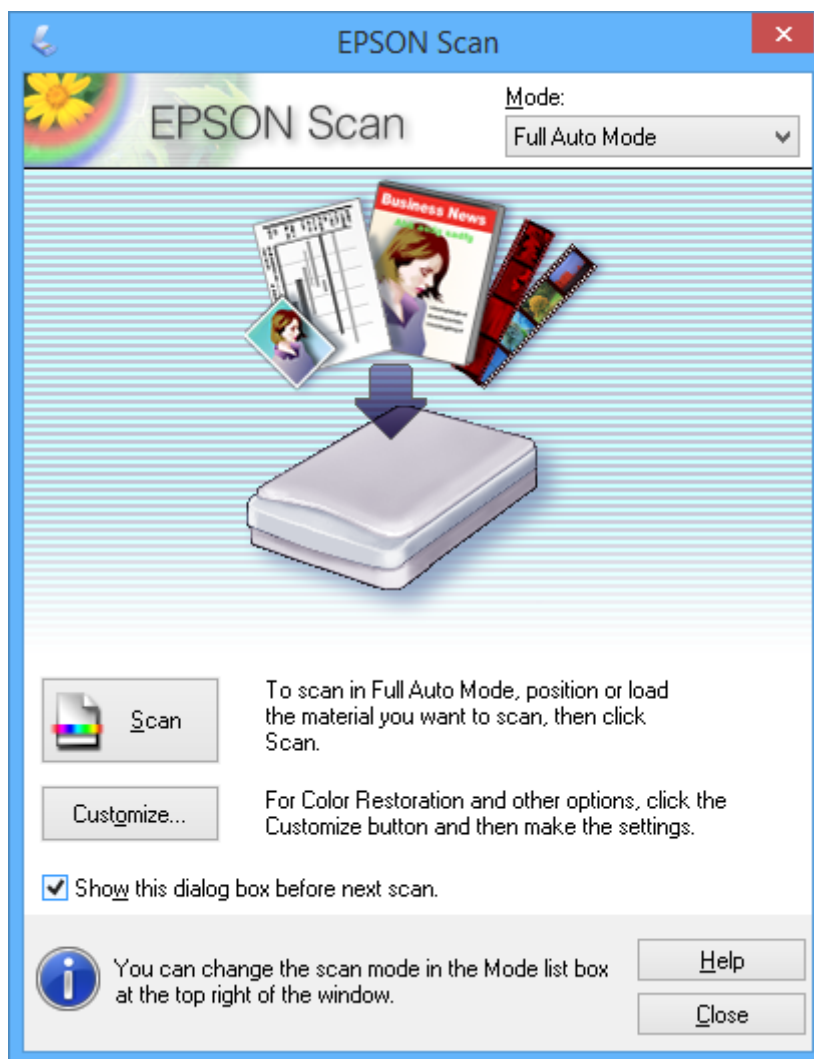 EPSON Scan
EPSON Scan
Mode:
Full Auto Mode
Business News
To scan in Full Auto Mode, position or load
the material you want to scan, then click
Scan.
Scan
For Color Restoration and other options, click the
Customize button and then make the settings.
Customize...
Show this dialog box before next scan.
You can change the scan mode in the Mode list box
at the top right of the window.
Help
Close